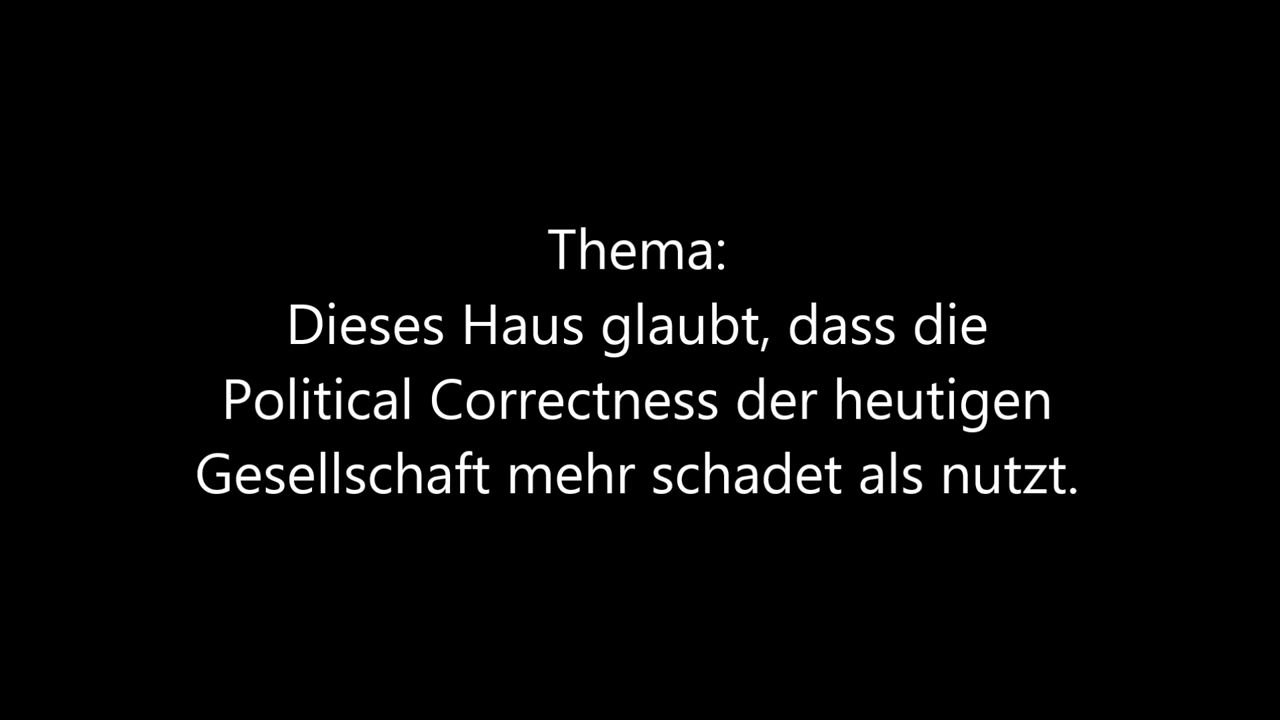 Thema:
Dieses Haus glaubt, dass die
Political Correctness der heutigen
Gesellschaft mehr schadet als nutzt.